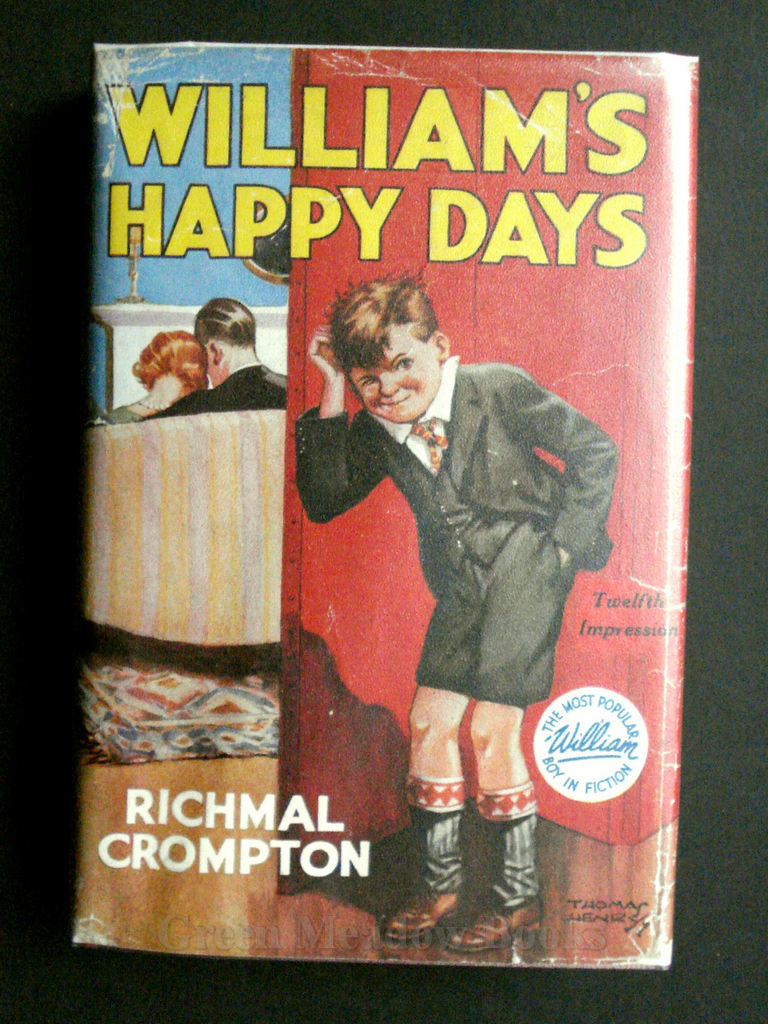 WILLIAM'S
HAPPY DAYS
Twelfth
Impression
THE MOST POPULAR
William
BOY IN FICTION
RICHMAL
CROMPTON
THOMAS
HENRY
Green Meadow Books